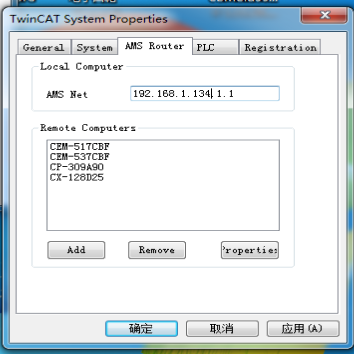 TwinCAT System Properties
General System AMS Router PLC Registration
Local Computer
AMS Net 192.168.1.134.1.1
Remote Computers
CEM-517CBF
CEM-537CBF
CP-309A90
CX-128D25
Add Remove Properties
确定 取消 应用(A)